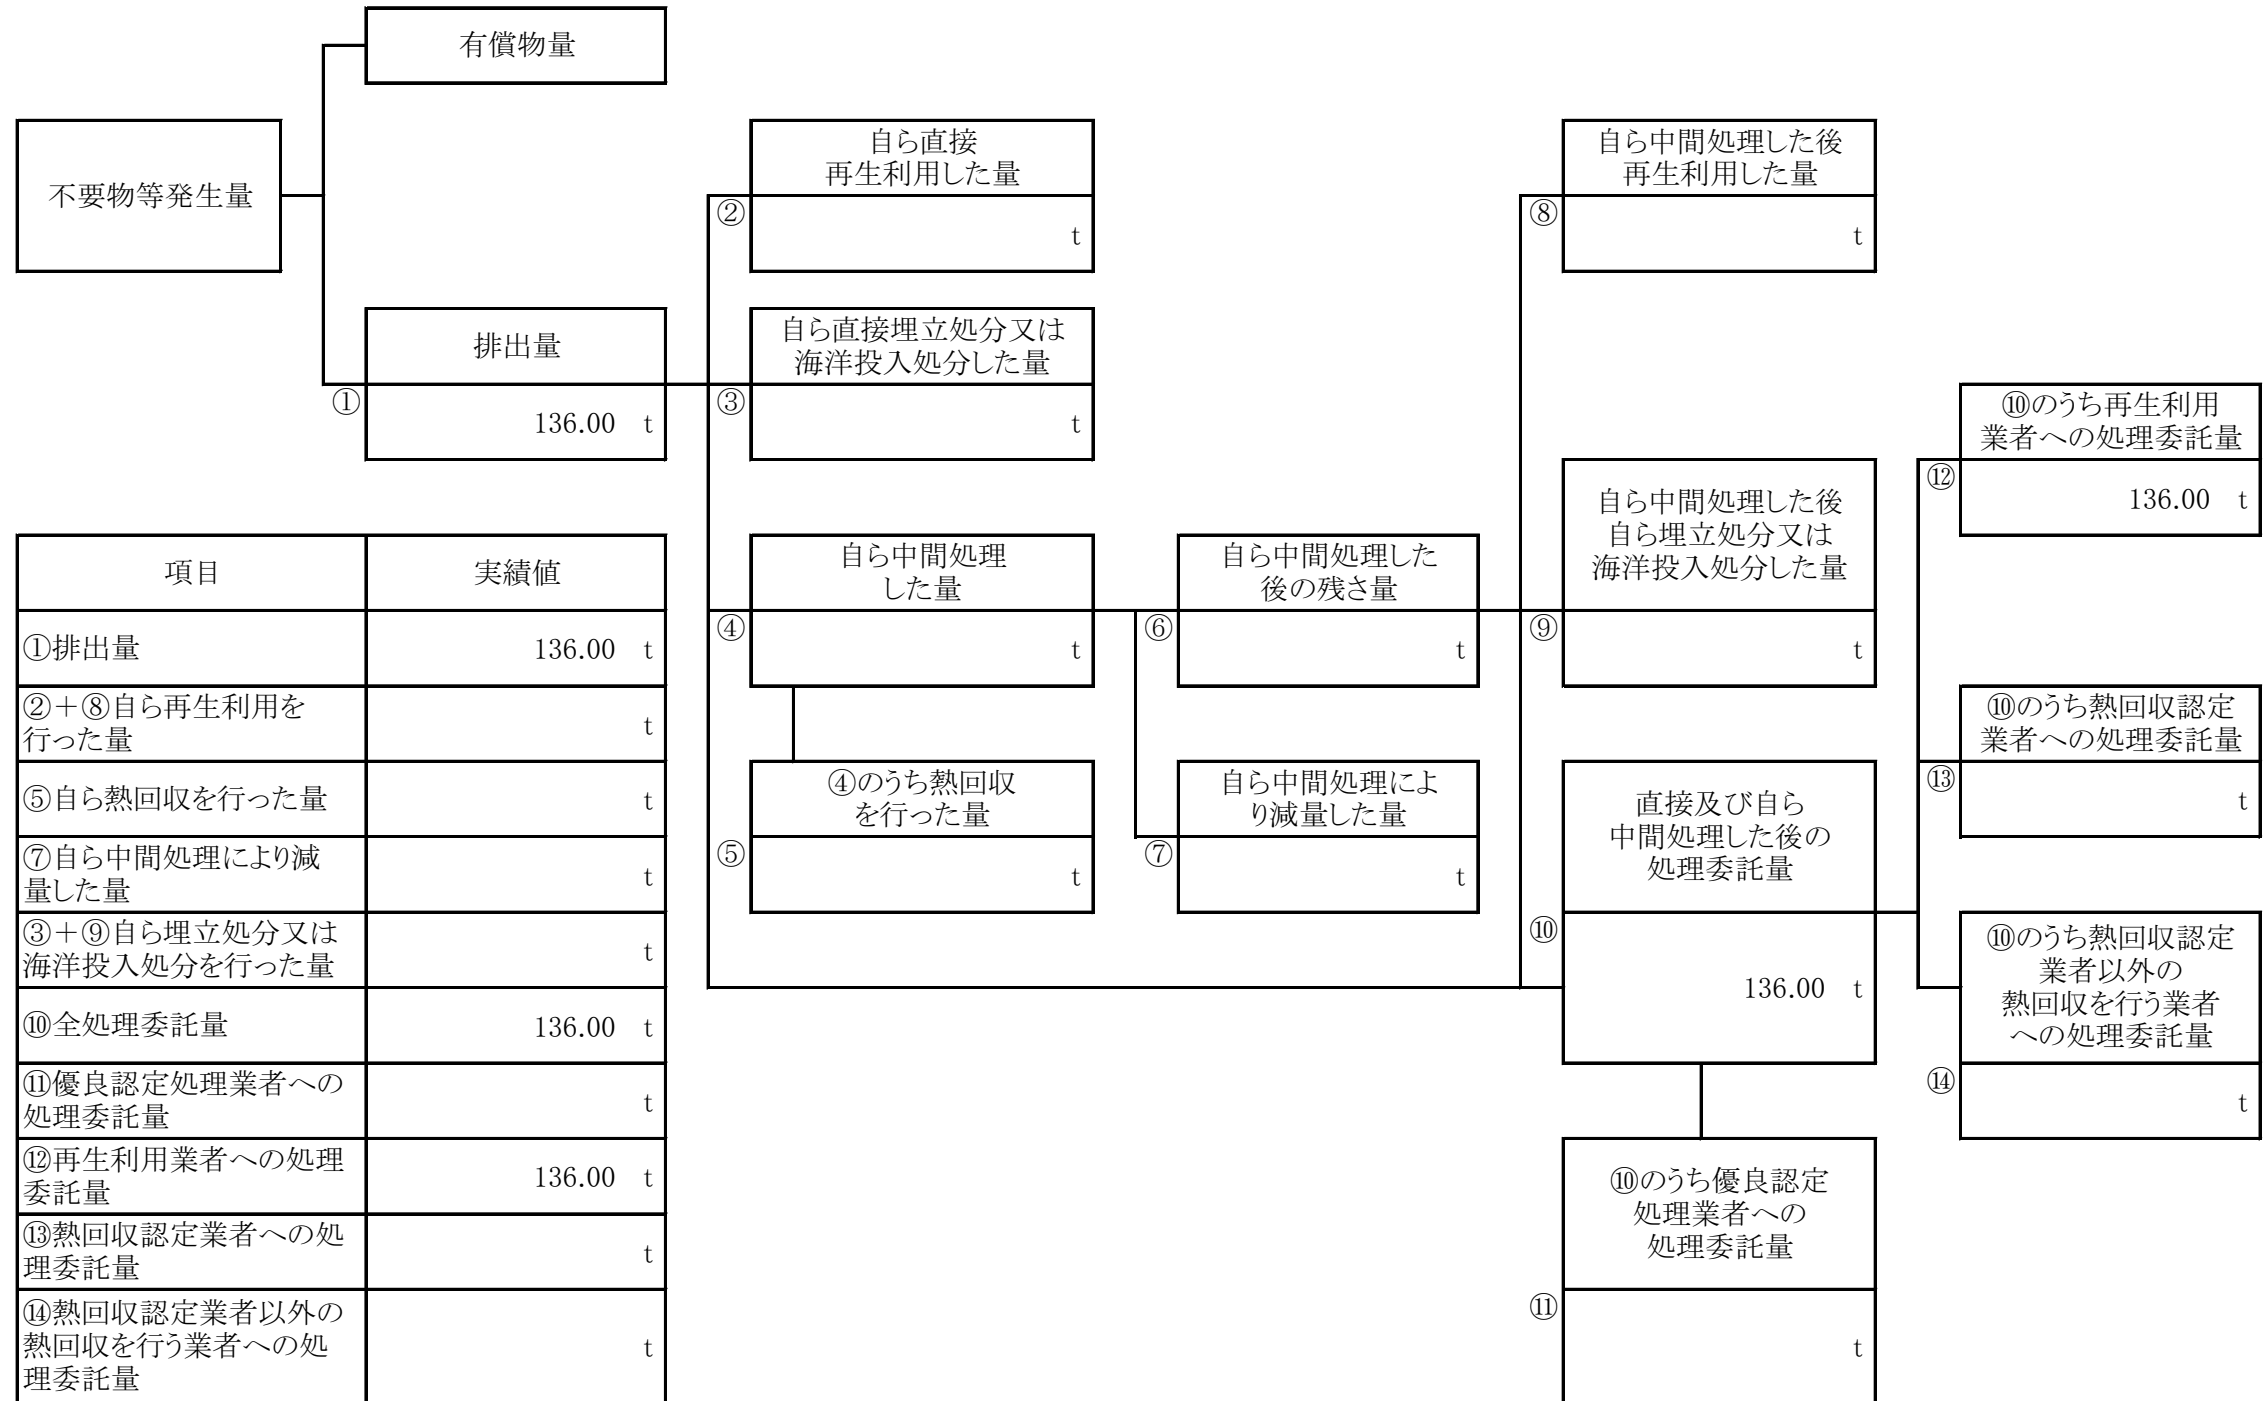 有償物量
不要物等発生量
排出量
①
136.00 t
自ら直接
再生利用した量
②
t
自ら直接埋立処分又は
海洋投入処分した量
③
t
自ら中間処理
した量
④
t
④のうち熱回収
を行った量
⑤
t
自ら中間処理した
後の残さ量
⑥
t
自ら中間処理によ
り減量した量
⑦
t
自ら中間処理した後
再生利用した量
⑧
t
自ら中間処理した後
自ら埋立処分又は
海洋投入処分した量
⑨
t
直接及び自ら
中間処理した後の
処理委託量
⑩
136.00 t
⑩のうち優良認定
処理業者への
処理委託量
⑪
t
⑩のうち再生利用
業者への処理委託量
⑫
136.00 t
⑩のうち熱回収認定
業者への処理委託量
⑬
t
⑩のうち熱回収認定
業者以外の
熱回収を行う業者
への処理委託量
⑭
t
項目 実績値
①排出量 136.00 t
②＋⑧自ら再生利用を
行った量
t
⑤自ら熱回収を行った量 t
⑦自ら中間処理により減
量した量
t
③＋⑨自ら埋立処分又は
海洋投入処分を行った量
t
⑩全処理委託量 136.00 t
⑪優良認定処理業者への
処理委託量
t
⑫再生利用業者への処理
委託量
136.00 t
⑬熱回収認定業者への処
理委託量
t
⑭熱回収認定業者以外の
熱回収を行う業者への処
理委託量
t